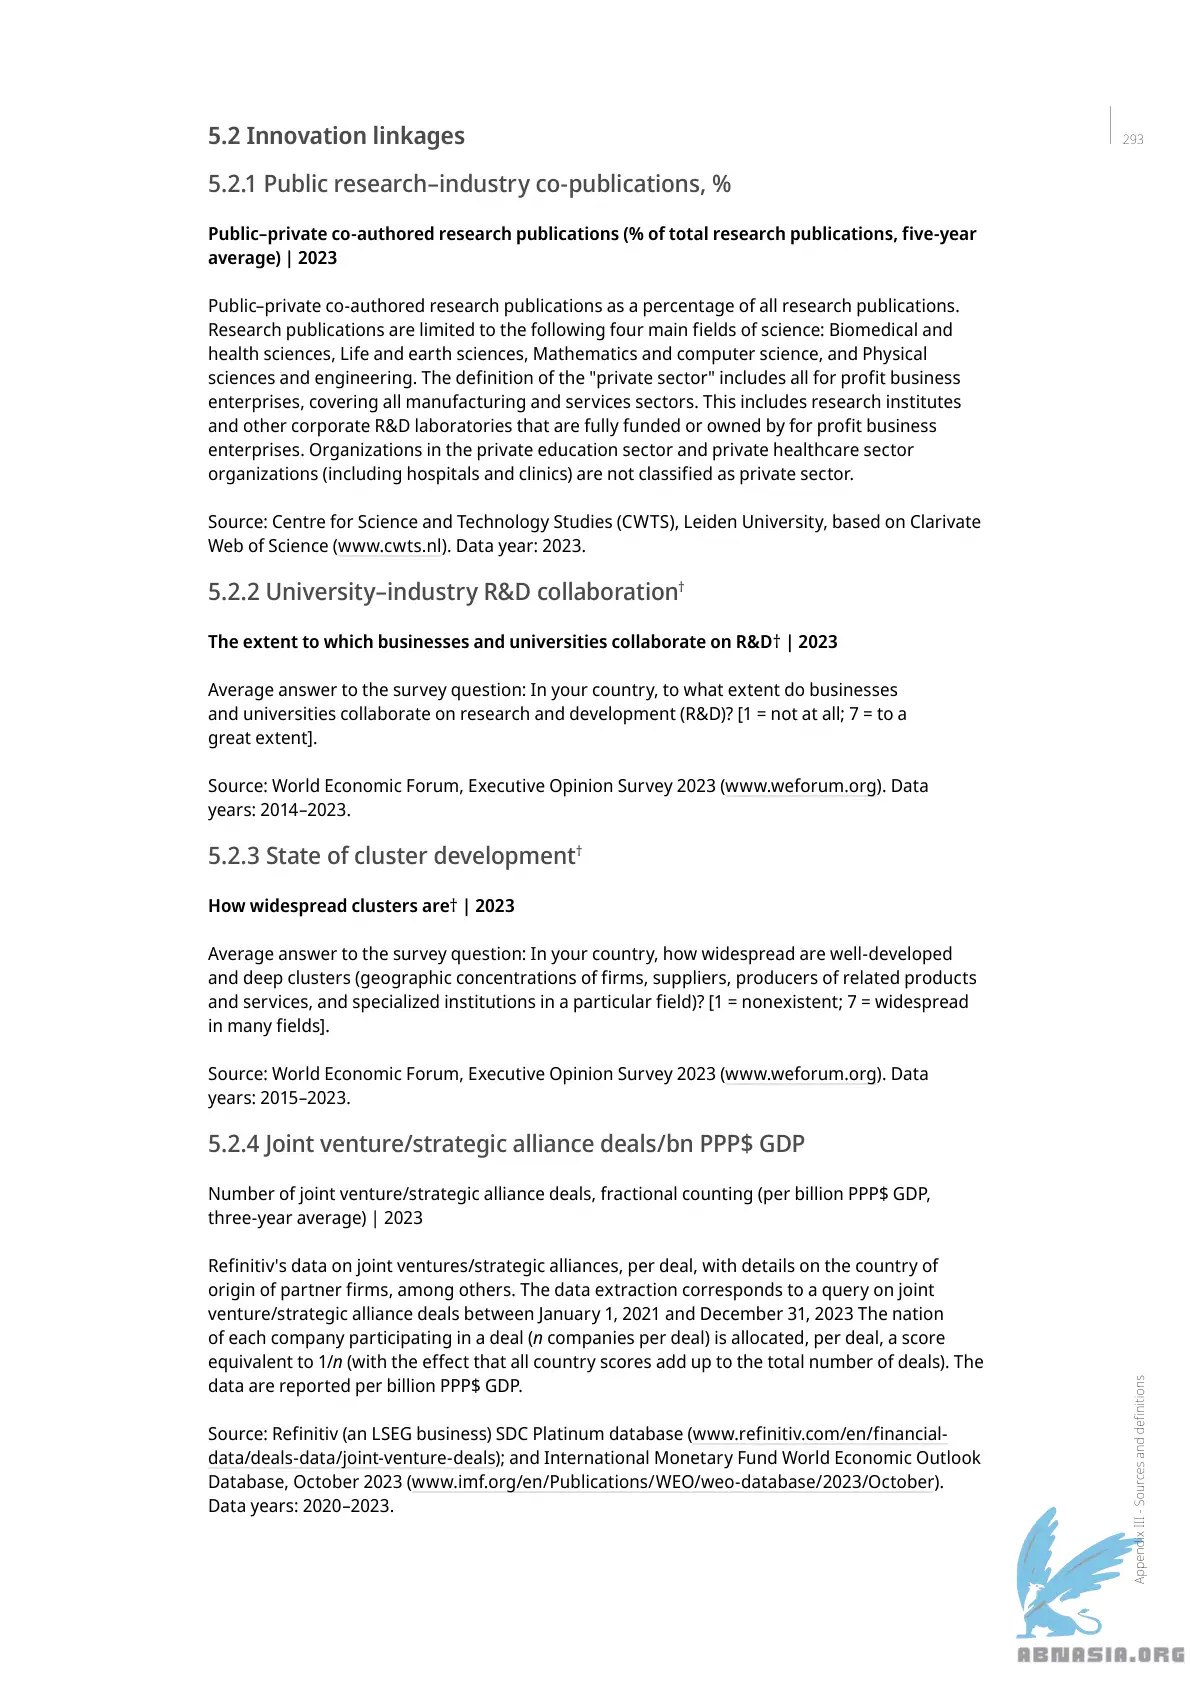 293
5.2 Innovation linkages
5.2.1 Public research–industry co-publications, %
Public–private co-authored research publications (% of total research publications, five-year
average) | 2023
Public–private co-authored research publications as a percentage of all research publications.
Research publications are limited to the following four main fields of science: Biomedical and
health sciences, Life and earth sciences, Mathematics and computer science, and Physical
sciences and engineering. The definition of the "private sector" includes all for profit business
enterprises, covering all manufacturing and services sectors. This includes research institutes
and other corporate R&D laboratories that are fully funded or owned by for profit business
enterprises. Organizations in the private education sector and private healthcare sector
organizations (including hospitals and clinics) are not classified as private sector.
Source: Centre for Science and Technology Studies (CWTS), Leiden University, based on Clarivate
Web of Science (www.cwts.nl). Data year: 2023.
5.2.2 University–industry R&D collaboration†
The extent to which businesses and universities collaborate on R&D† | 2023
Average answer to the survey question: In your country, to what extent do businesses
and universities collaborate on research and development (R&D)? [1 = not at all; 7 = to a
great extent].
Source: World Economic Forum, Executive Opinion Survey 2023 (www.weforum.org). Data
years: 2014–2023.
5.2.3 State of cluster development†
How widespread clusters are† | 2023
Average answer to the survey question: In your country, how widespread are well-developed
and deep clusters (geographic concentrations of firms, suppliers, producers of related products
and services, and specialized institutions in a particular field)? [1 = nonexistent; 7 = widespread
in many fields].
Source: World Economic Forum, Executive Opinion Survey 2023 (www.weforum.org). Data
years: 2015–2023.
5.2.4 Joint venture/strategic alliance deals/bn PPP$ GDP
Number of joint venture/strategic alliance deals, fractional counting (per billion PPP$ GDP,
three-year average) | 2023
Refinitiv's data on joint ventures/strategic alliances, per deal, with details on the country of
origin of partner firms, among others. The data extraction corresponds to a query on joint
venture/strategic alliance deals between January 1, 2021 and December 31, 2023 The nation
of each company participating in a deal (n companies per deal) is allocated, per deal, a score
equivalent to 1/n (with the effect that all country scores add up to the total number of deals). The
data are reported per billion PPP$ GDP.
Source: Refinitiv (an LSEG business) SDC Platinum database (www.refinitiv.com/en/financial-
data/deals-data/joint-venture-deals); and International Monetary Fund World Economic Outlook
Database, October 2023 (www.imf.org/en/Publications/WEO/weo-database/2023/October).
Data years: 2020–2023.
Appendix III - Sources and definitions
ABNASIA.ORG